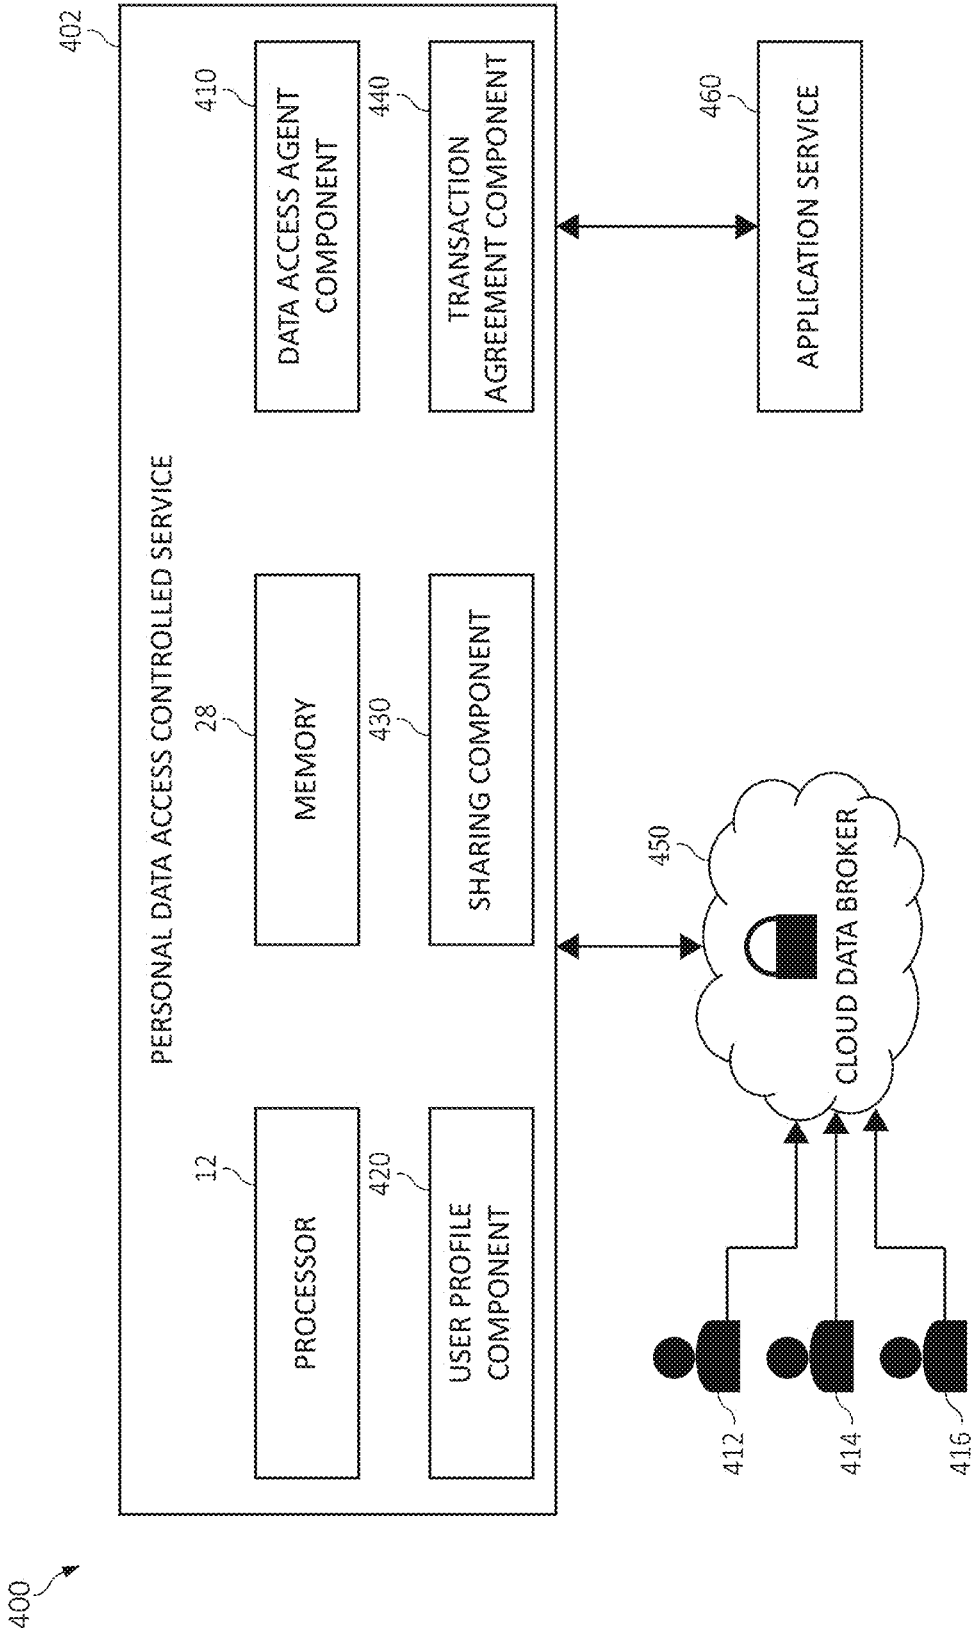 400
402
PERSONAL DATA ACCESS CONTROLLED SERVICE
12
PROCESSOR
28
MEMORY
410
DATA ACCESS AGENT
COMPONENT
420
USER PROFILE
COMPONENT
430
SHARING COMPONENT
440
TRANSACTION
AGREEMENT COMPONENT
412
414
416
450
CLOUD DATA BROKER
460
APPLICATION SERVICE